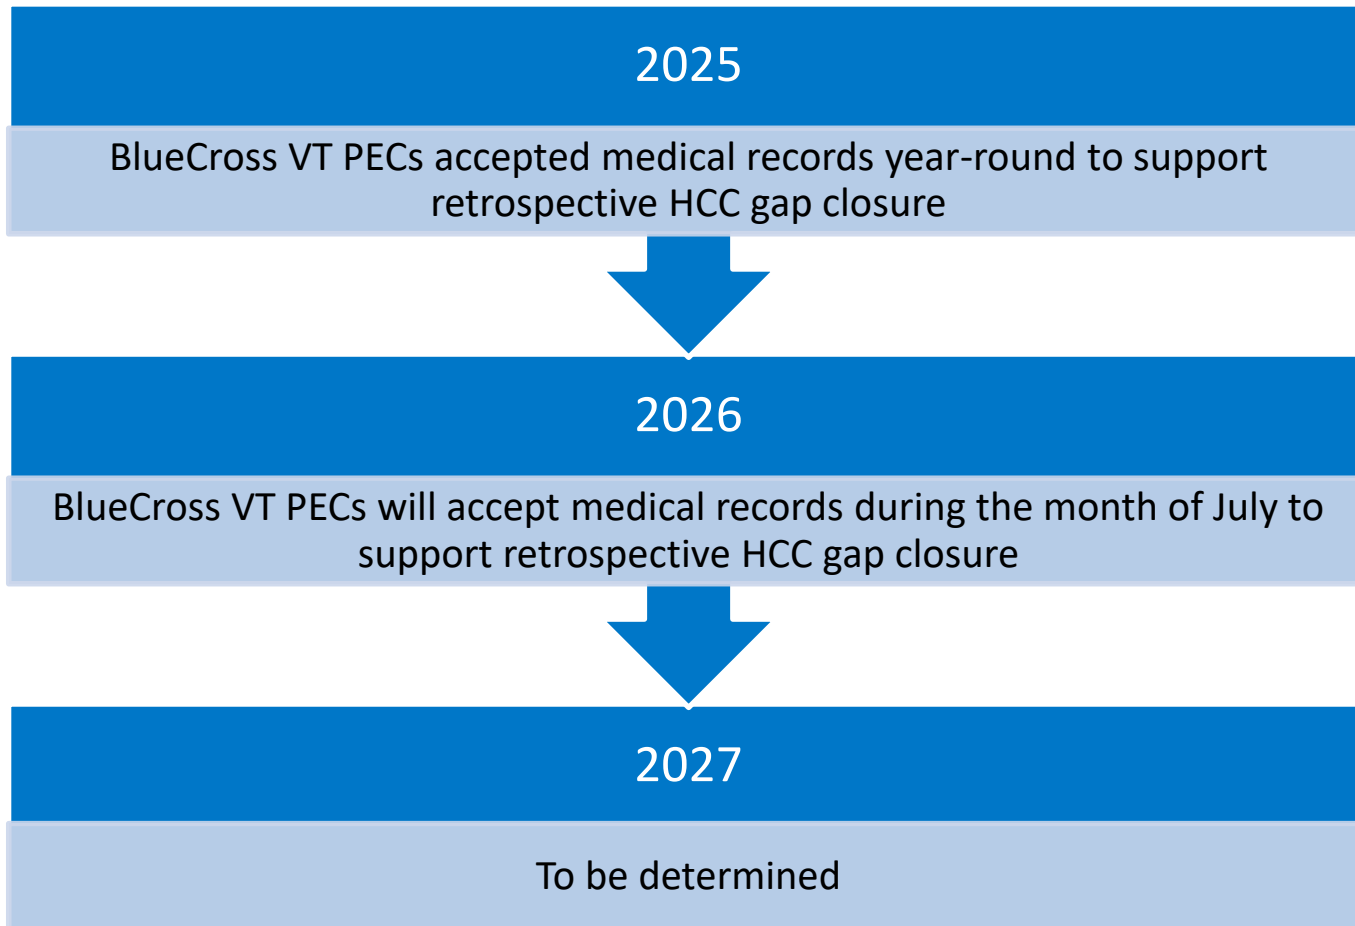 2025
BlueCross VT PECs accepted medical records year-round to support
retrospective HCC gap closure
2026
BlueCross VT PECs will accept medical records during the month of July to
support retrospective HCC gap closure
2027
To be determined